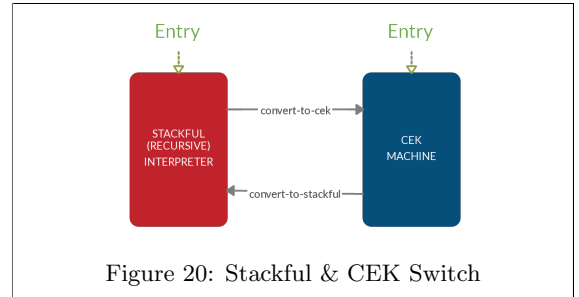 Entry
Entry
convert-to-cek
STACKFUL
(RECURSIVE)
INTERPRETER
CEK
MACHINE
convert-to-stackful
Figure 20: Stackful & CEK Switch